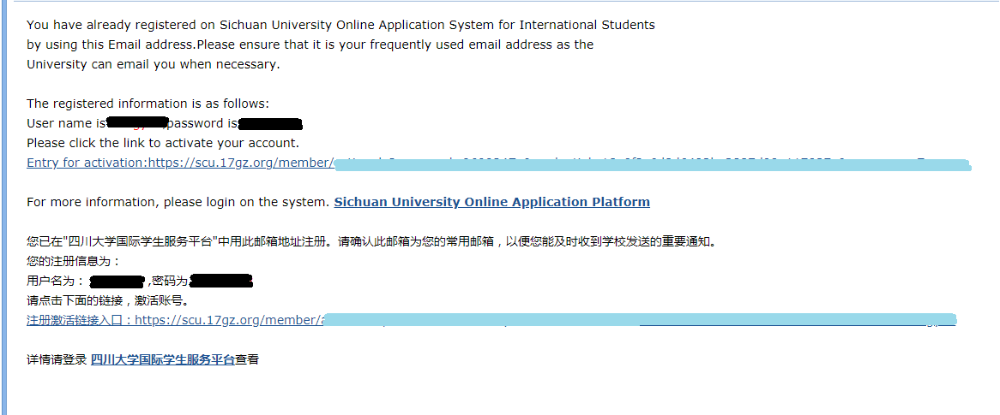 You have already registered on Sichuan University Online Application System for International Students
by using this Email address.Please ensure that it is your frequently used email address as the
University can email you when necessary.
The registered information is as follows:
User name is ,password is
Please click the link to activate your account.
Entry for activation:https://scu.17gz.org/member/
For more information, please login on the system. Sichuan University Online Application Platform
您已在"四川大学国际学生服务平台"中用此邮箱地址注册。请确认此邮箱为您的常用邮箱，以便您能及时收到学校发送的重要通知。
您的注册信息为：
用户名为： ,密码为
请点击下面的链接，激活账号。
注册激活链接入口：https://scu.17gz.org/member/a
详情请登录 四川大学国际学生服务平台查看